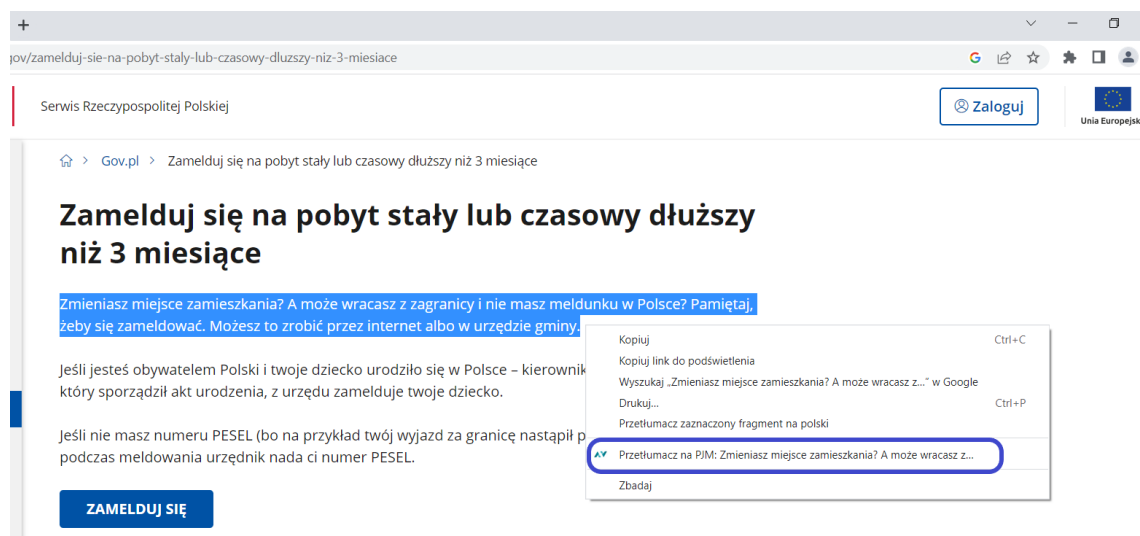 +
gov/zamelduj-sie-na-pobyt-staly-lub-czasowy-dluzszy-niz-3-miesiace
Serwis Rzeczypospolitej Polskiej
Zaloguj
Unia Europejsk
Gov.pl > Zamelduj się na pobyt stały lub czasowy dłuższy niż 3 miesiące
Zamelduj się na pobyt stały lub czasowy dłuższy
niż 3 miesiące
Zmieniasz miejsce zamieszkania? A może wracasz z zagranicy i nie masz meldunku w Polsce? Pamiętaj,
żeby się zameldować. Możesz to zrobić przez internet albo w urzędzie gminy.
Jeśli jesteś obywatelem Polski i twoje dziecko urodziło się w Polsce – kierownik
który sporządził akt urodzenia, z urzędu zamelduje twoje dziecko.
Jeśli nie masz numeru PESEL (bo na przykład twój wyjazd za granicę nastąpił p
podczas meldowania urzędnik nada ci numer PESEL.
ZAMELDUJ SIĘ
Kopiuj Ctrl+C
Kopiuj link do podświetlenia
Wyszukaj „Zmieniasz miejsce zamieszkania? A może wracasz z...” w Google
Drukuj... Ctrl+P
Przetłumacz zaznaczony fragment na polski
Przetłumacz na PJM: Zmieniasz miejsce zamieszkania? A może wracasz z...
Zbadaj